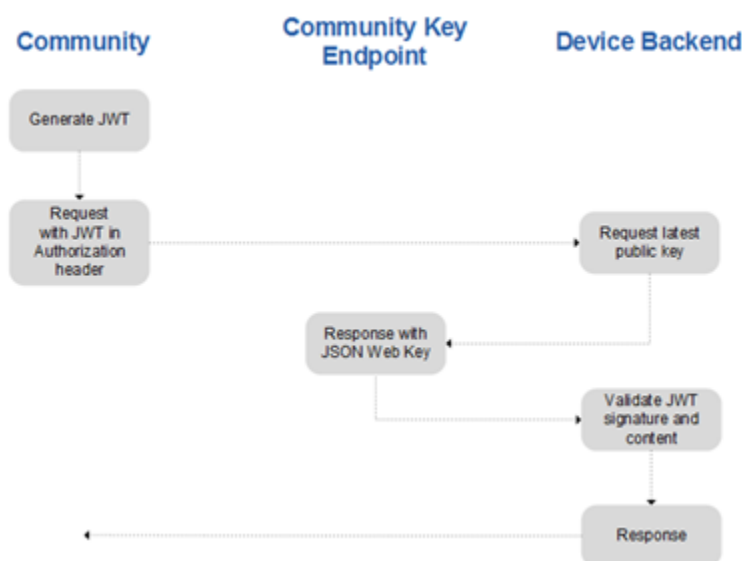 Community
Community Key
Endpoint
Device Backend
Generate JWT
Request
with JWT in
Authorization
header
Request latest
public key
Response with
JSON Web Key
Validate JWT
signature and
content
Response